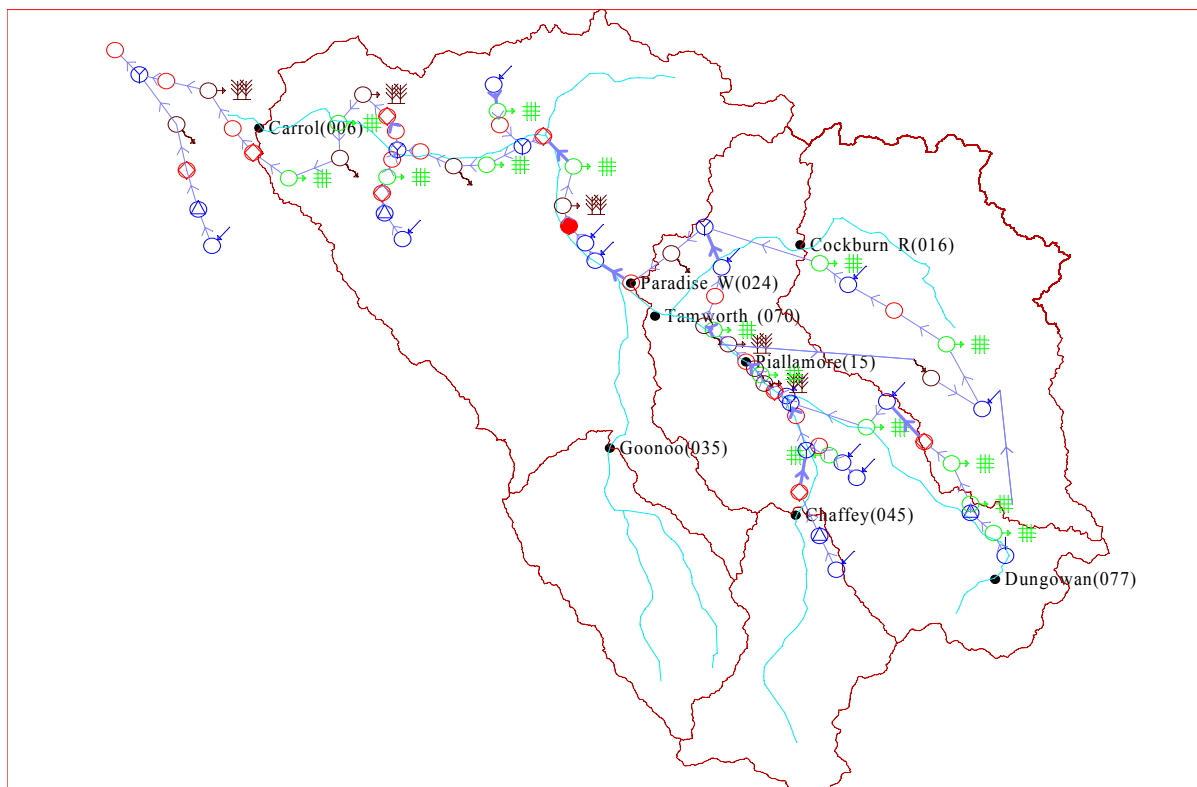 Carrol(006)
Cockburn R(016)
Paradise W(024)
Tamworth (070)
Piallamore(15)
Goonoo(035)
Chaffey(045)
Dungowan(077)